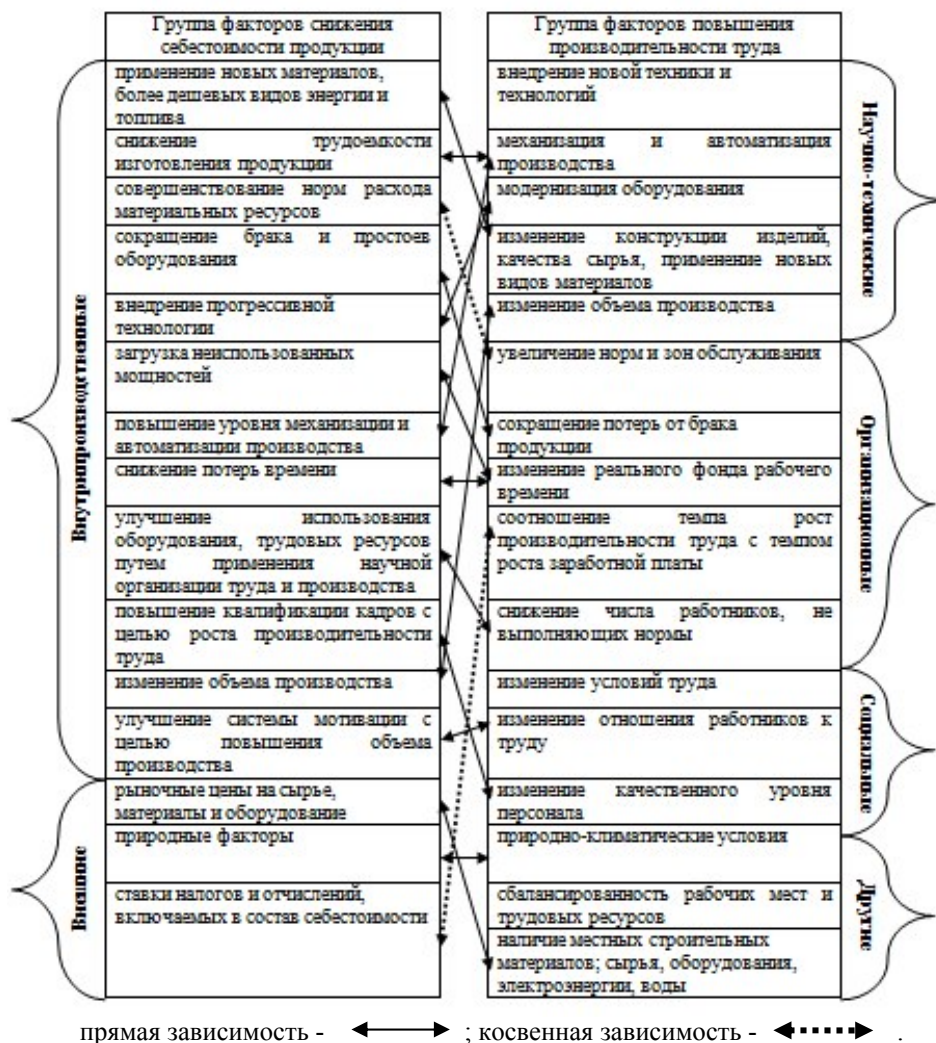 Группа факторов снижения
себестоимости продукции
применение новых материалов,
более дешевых видов энергии и
топлива
снижение трудоемкости
изготовления продукции
совершенствование норм расхода
материальных ресурсов
сокращение брака и простоев
оборудования
внедрение прогрессивной
технологии
загрузка неиспользованных
мощностей
повышение уровня механизации и
автоматизации производства
снижение потерь времени
улучшение использования
оборудования, трудовых ресурсов
путем применения научной
организации труда и производства
повышение квалификации кадров с
целью роста производительности
труда
изменение объема производства
улучшение системы мотивации с
целью повышения объема
производства
рыночные цены на сырье,
материалы и оборудование
природные факторы
ставки налогов и отчислений,
включаемых в состав себестоимости
Внутрипроизводственные
Внешние
Группа факторов повышения
производительности труда
внедрение новой техники и
технологий
механизация и автоматизация
производства
модернизация оборудования
изменение конструкции изделий,
качества сырья, применение новых
видов материалов
изменение объема производства
увеличение норм и зон обслуживания
сокращение потерь от брака
продукции
изменение реального фонда рабочего
времени
соотношение темпа рост
производительности труда с темпом
роста заработной платы
снижение числа работников, не
выполняющих нормы
изменение условий труда
изменение отношения работников к
труду
изменение качественного уровня
персонала
природно-климатические условия
сбалансированность рабочих мест и
трудовых ресурсов
наличие местных строительных
материалов; сырья, оборудования,
электроэнергии, воды
Научно-технические
Организационные
Социальные
Другие
прямая зависимость - ; косвенная зависимость - .